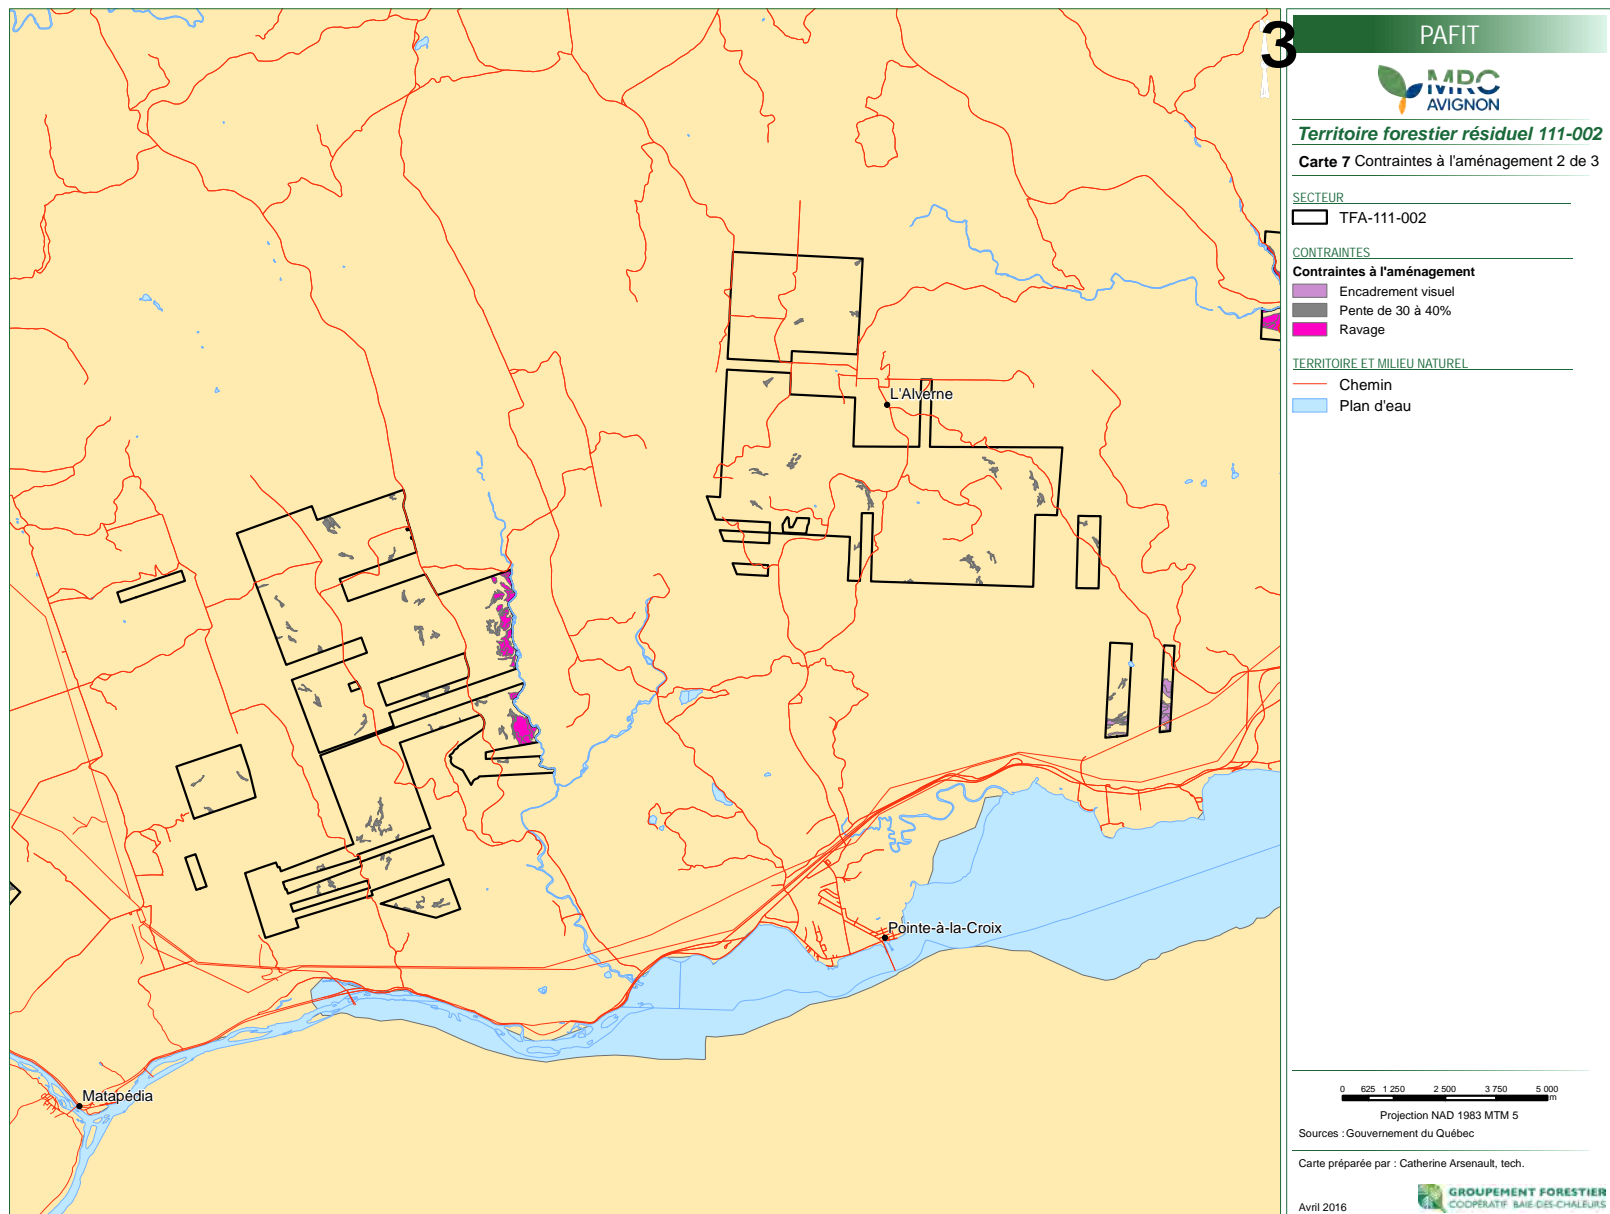 3
PAFIT
MRC
AVIGNON
Territoire forestier résiduel 111-002
Carte 7 Contraintes à l'aménagement 2 de 3
SECTEUR
TFA-111-002
CONTRAINTES
Contraintes à l'aménagement
Encadrement visuel
Pente de 30 à 40%
Ravage
TERRITOIRE ET MILIEU NATUREL
Chemin
Plan d'eau
L'Alverne
Pointe-à-la-Croix
Matapédia
0 625 1 250 2 500 3 750 5 000
m
Projection NAD 1983 MTM 5
Sources : Gouvernement du Québec
Carte préparée par : Catherine Arsenault, tech.
Avril 2016
GROUPEMENT FORESTIER
COOPÉRATIF BAIE-DES-CHALEURS